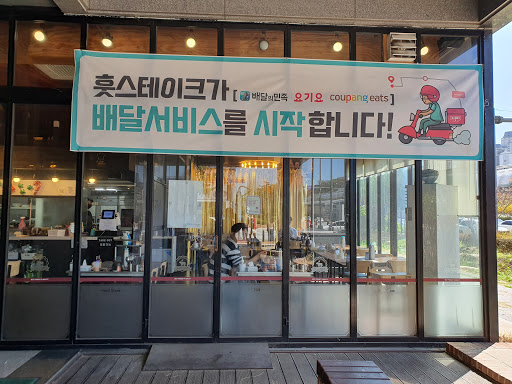 훗스테이크가 [ 배달의민족 요기요 coupang eats ]
배달서비스를 시작합니다!